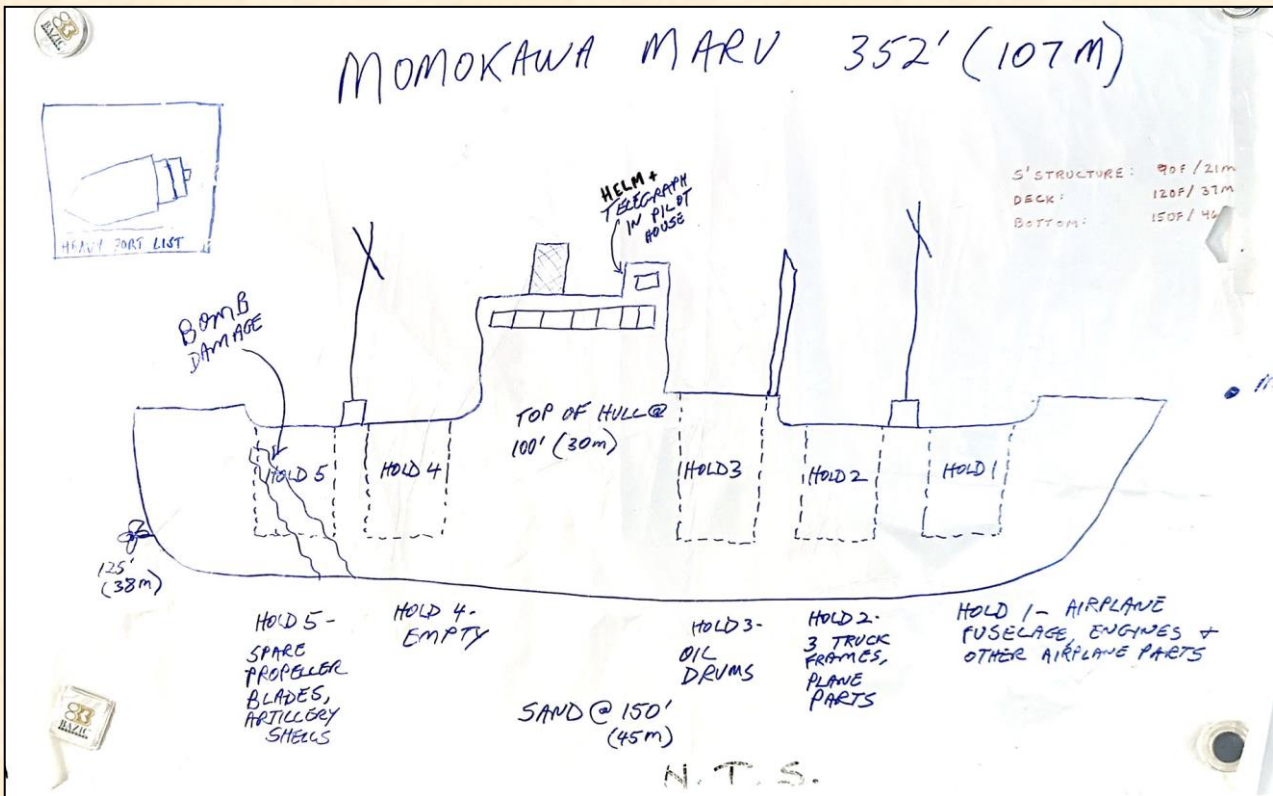 MOMOKAWA MARU 352' (107M)
HEAVY PORT LIST
S'STRUCTURE: 90F/21m
DECK: 120F/37M
BOTTOM: 150F/46
HELM +
TELEGRAPH
IN PILOT
HOUSE
BOMB
DAMAGE
TOP OF HULL @
100' (30m)
HOLD 5
HOLD 4
HOLD 3
HOLD 2
HOLD 1
125'
(38m)
HOLD 5-
SPARE
PROPELLER
BLADES,
ARTILLERY
SHELLS
HOLD 4-
EMPTY
HOLD 3-
OIL
DRUMS
HOLD 2-
3 TRUCK
FRAMES,
PLANE
PARTS
HOLD 1- AIRPLANE
FUSELAGE, ENGINES +
OTHER AIRPLANE PARTS
SAND @ 150'
(45m)
N.T.S.
BAZIC
BAZIC